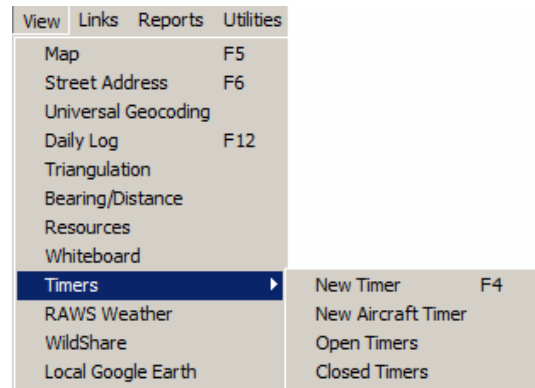 View Links Reports Utilities
Map F5
Street Address F6
Universal Geocoding
Daily Log F12
Triangulation
Bearing/Distance
Resources
Whiteboard
Timers New Timer F4
RAWS Weather New Aircraft Timer
WildShare Open Timers
Local Google Earth Closed Timers